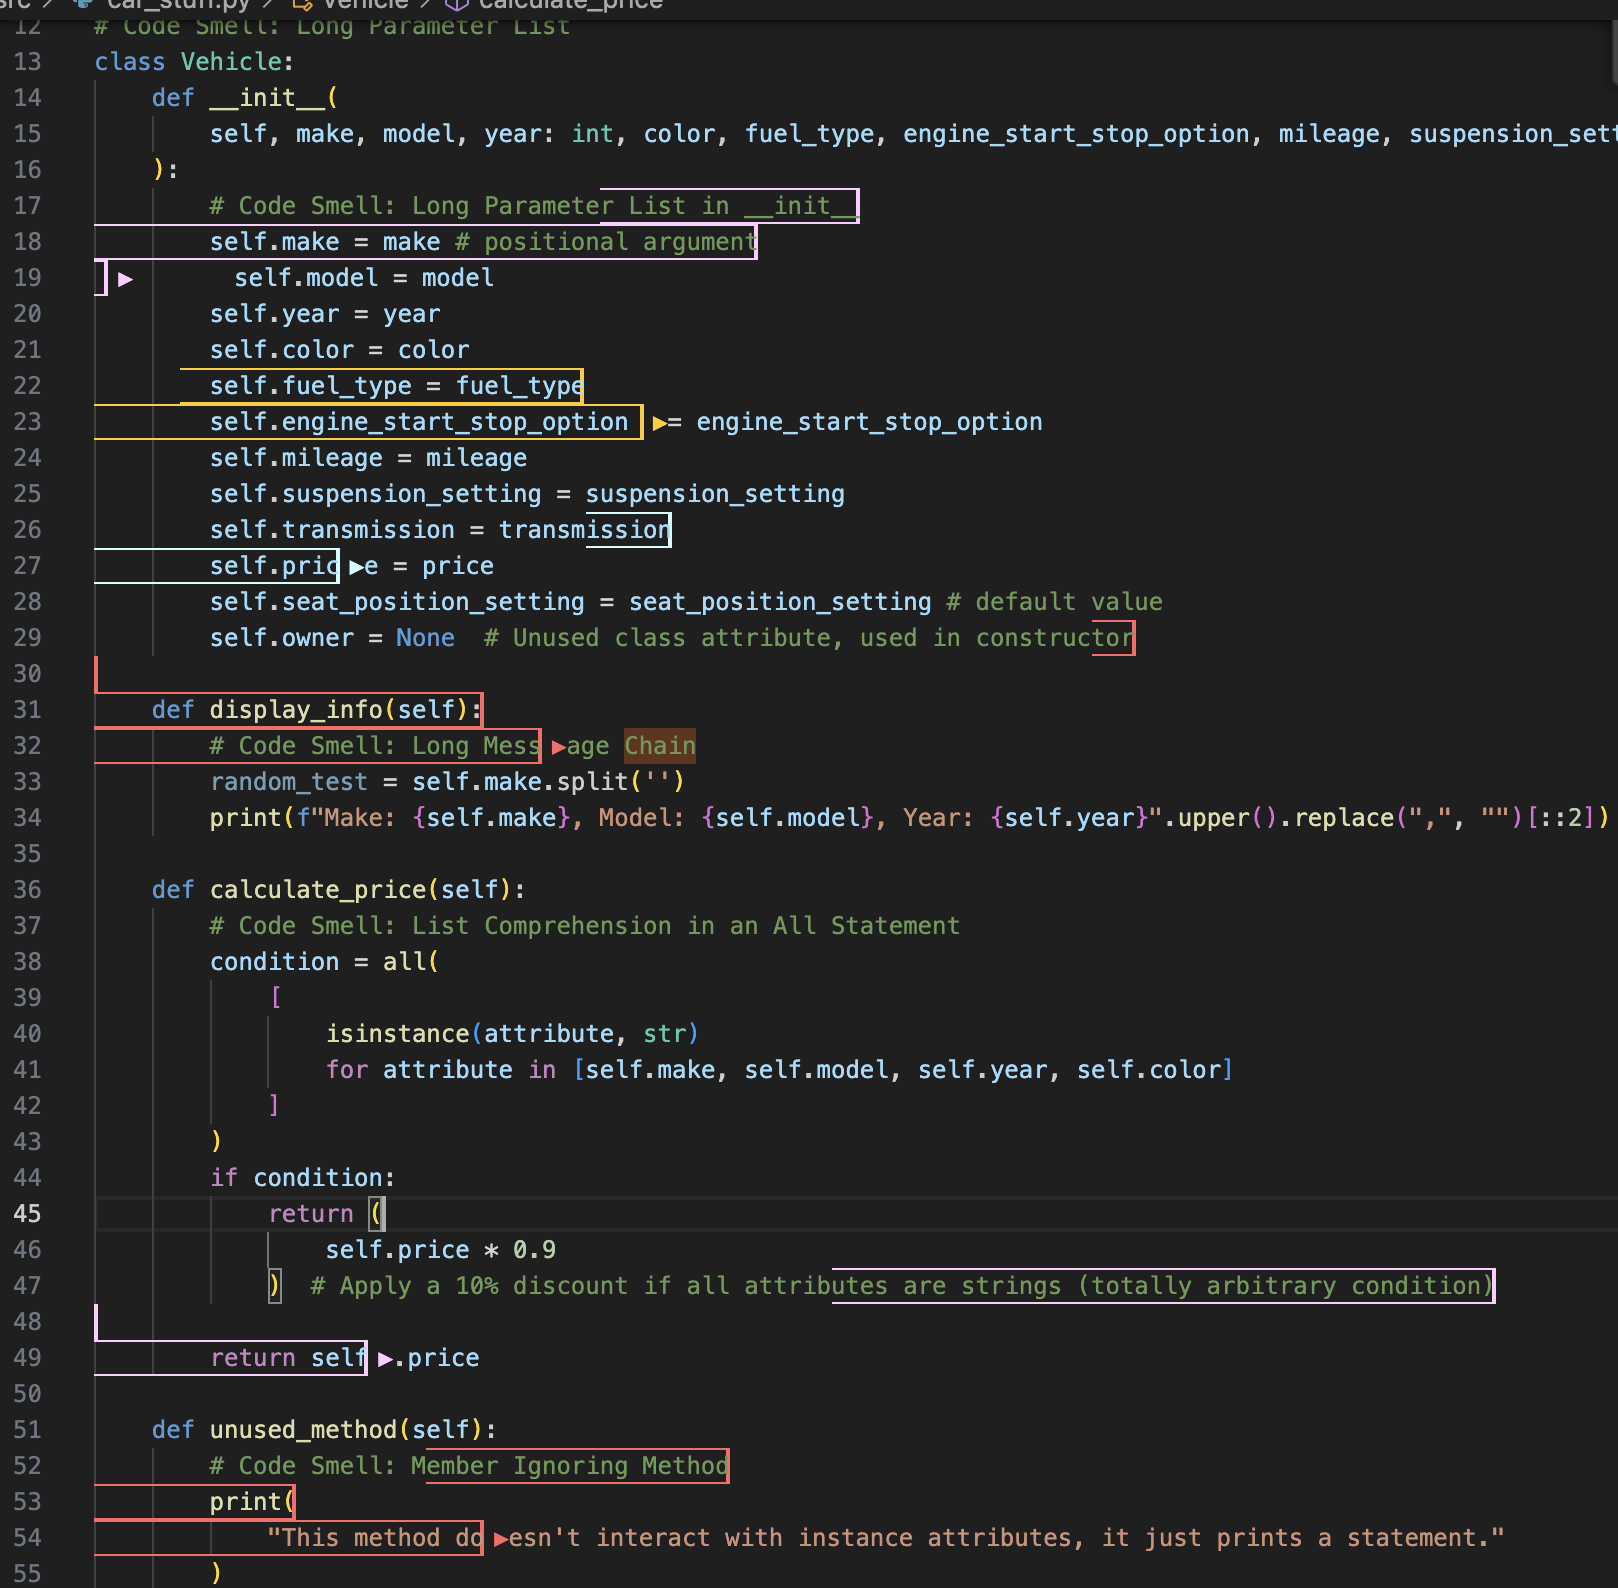 src > car_stuff.py > Vehicle > calculate_price
12 # Code Smell: Long Parameter List
13 class Vehicle:
14 def __init__(
15 self, make, model, year: int, color, fuel_type, engine_start_stop_option, mileage, suspension_sett
16 ):
17 # Code Smell: Long Parameter List in __init__
18 self.make = make # positional argument
19 ▶ self.model = model
20 self.year = year
21 self.color = color
22 self.fuel_type = fuel_type
23 self.engine_start_stop_option ▶= engine_start_stop_option
24 self.mileage = mileage
25 self.suspension_setting = suspension_setting
26 self.transmission = transmission
27 self.pric ▶e = price
28 self.seat_position_setting = seat_position_setting # default value
29 self.owner = None  # Unused class attribute, used in constructor
30
31 def display_info(self):
32 # Code Smell: Long Mess ▶age Chain
33 random_test = self.make.split('')
34 print(f"Make: {self.make}, Model: {self.model}, Year: {self.year}".upper().replace(",", "")[::2])
35
36 def calculate_price(self):
37 # Code Smell: List Comprehension in an All Statement
38 condition = all(
39 [
40 isinstance(attribute, str)
41 for attribute in [self.make, self.model, self.year, self.color]
42 ]
43 )
44 if condition:
45 return (
46 self.price * 0.9
47 )  # Apply a 10% discount if all attributes are strings (totally arbitrary condition)
48
49 return self ▶.price
50
51 def unused_method(self):
52 # Code Smell: Member Ignoring Method
53 print(
54 "This method do ▶esn't interact with instance attributes, it just prints a statement."
55 )